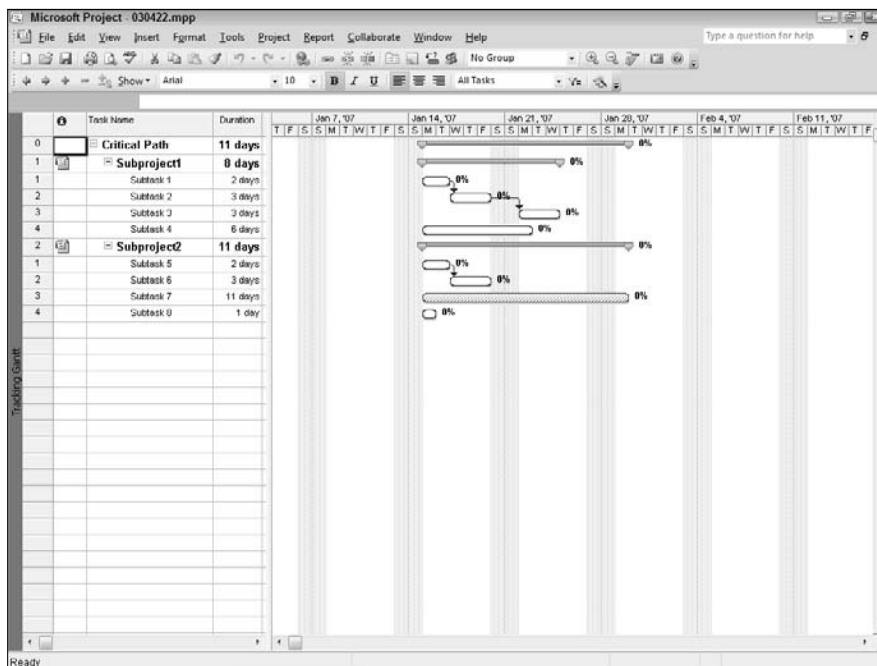 Microsoft Project - 030422.mpp
File Edit View Insert Format Tools Project Report Collaborate Window Help
Type a question for help
No Group
Show Arial 10 B I U All Tasks
Task Name Duration Jan 7, '07 Jan 14, '07 Jan 21, '07 Jan 28, '07 Feb 4, '07 Feb 11, '07
T F S S M T W T F S S M T W T F S S M T W T F S S M T W T F S S M T W T F S S M T W T F
0 Critical Path 11 days 0%
1 Subproject1 8 days 0%
1 Subtask 1 2 days 0%
2 Subtask 2 3 days 0%
3 Subtask 3 3 days 0%
4 Subtask 4 6 days 0%
2 Subproject2 11 days 0%
1 Subtask 5 2 days 0%
2 Subtask 6 3 days 0%
3 Subtask 7 11 days 0%
4 Subtask 8 1 day 0%
Tracking Gantt
Ready